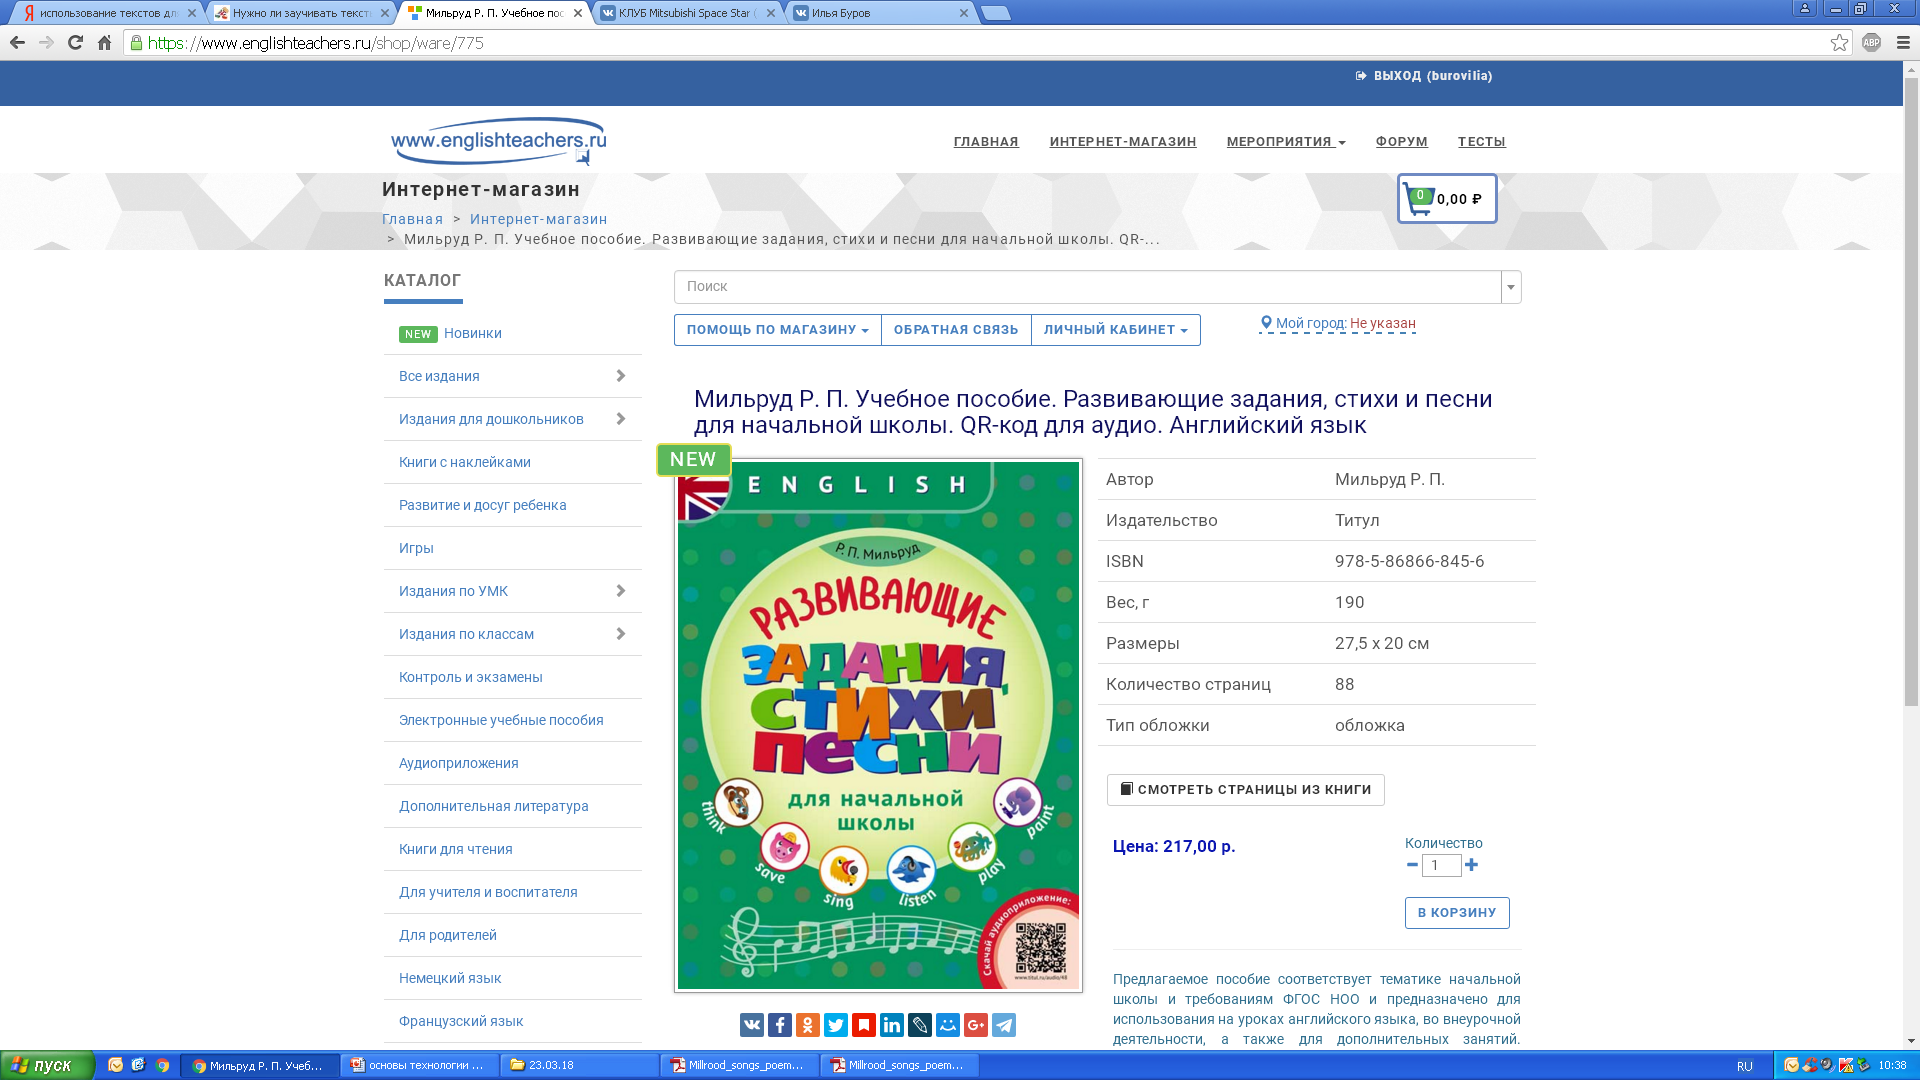 использование текстов дл
Нужно ли заучивать текст
Мильруд Р. П. Учебное пос
КЛУБ Mitsubishi Space Star (
Илья Буров
https://www.englishteachers.ru/shop/ware/775
ABP
ВЫХОД (burovilia)
www.englishteachers.ru
ГЛАВНАЯ
ИНТЕРНЕТ-МАГАЗИН
МЕРОПРИЯТИЯ
ФОРУМ
ТЕСТЫ
Интернет-магазин
0
0,00 ₽
Главная > Интернет-магазин
> Мильруд Р. П. Учебное пособие. Развивающие задания, стихи и песни для начальной школы. QR-...
КАТАЛОГ
NEW Новинки
Все издания
Издания для дошкольников
Книги с наклейками
Развитие и досуг ребенка
Игры
Издания по УМК
Издания по классам
Контроль и экзамены
Электронные учебные пособия
Аудиоприложения
Дополнительная литература
Книги для чтения
Для учителя и воспитателя
Для родителей
Немецкий язык
Французский язык
Поиск
ПОМОЩЬ ПО МАГАЗИНУ
ОБРАТНАЯ СВЯЗЬ
ЛИЧНЫЙ КАБИНЕТ
Мой город: Не указан
Мильруд Р. П. Учебное пособие. Развивающие задания, стихи и песни
для начальной школы. QR-код для аудио. Английский язык
NEW
ENGLISH
Р. П. Мильруд
РАЗВИВАЮЩИЕ
ЗАДАНИЯ,
СТИХИ
ПЕСНИ
для начальной
школы
think
save
sing
listen
play
paint
Скачай аудиоприложение:
www.titul.ru/audio/48
Автор Мильруд Р. П.
Издательство Титул
ISBN 978-5-86866-845-6
Вес, г 190
Размеры 27,5 x 20 см
Количество страниц 88
Тип обложки обложка
СМОТРЕТЬ СТРАНИЦЫ ИЗ КНИГИ
Цена: 217,00 р.
Количество
1
В КОРЗИНУ
Предлагаемое пособие соответствует тематике начальной
школы и требованиям ФГОС НОО и предназначено для
использования на уроках английского языка, во внеурочной
деятельности, а также для дополнительных занятий.
пуск
Мильруд Р. П. Учеб...
основы технологии ...
23.03.18
Millrood_songs_poem...
Millrood_songs_poem...
RU
10:38